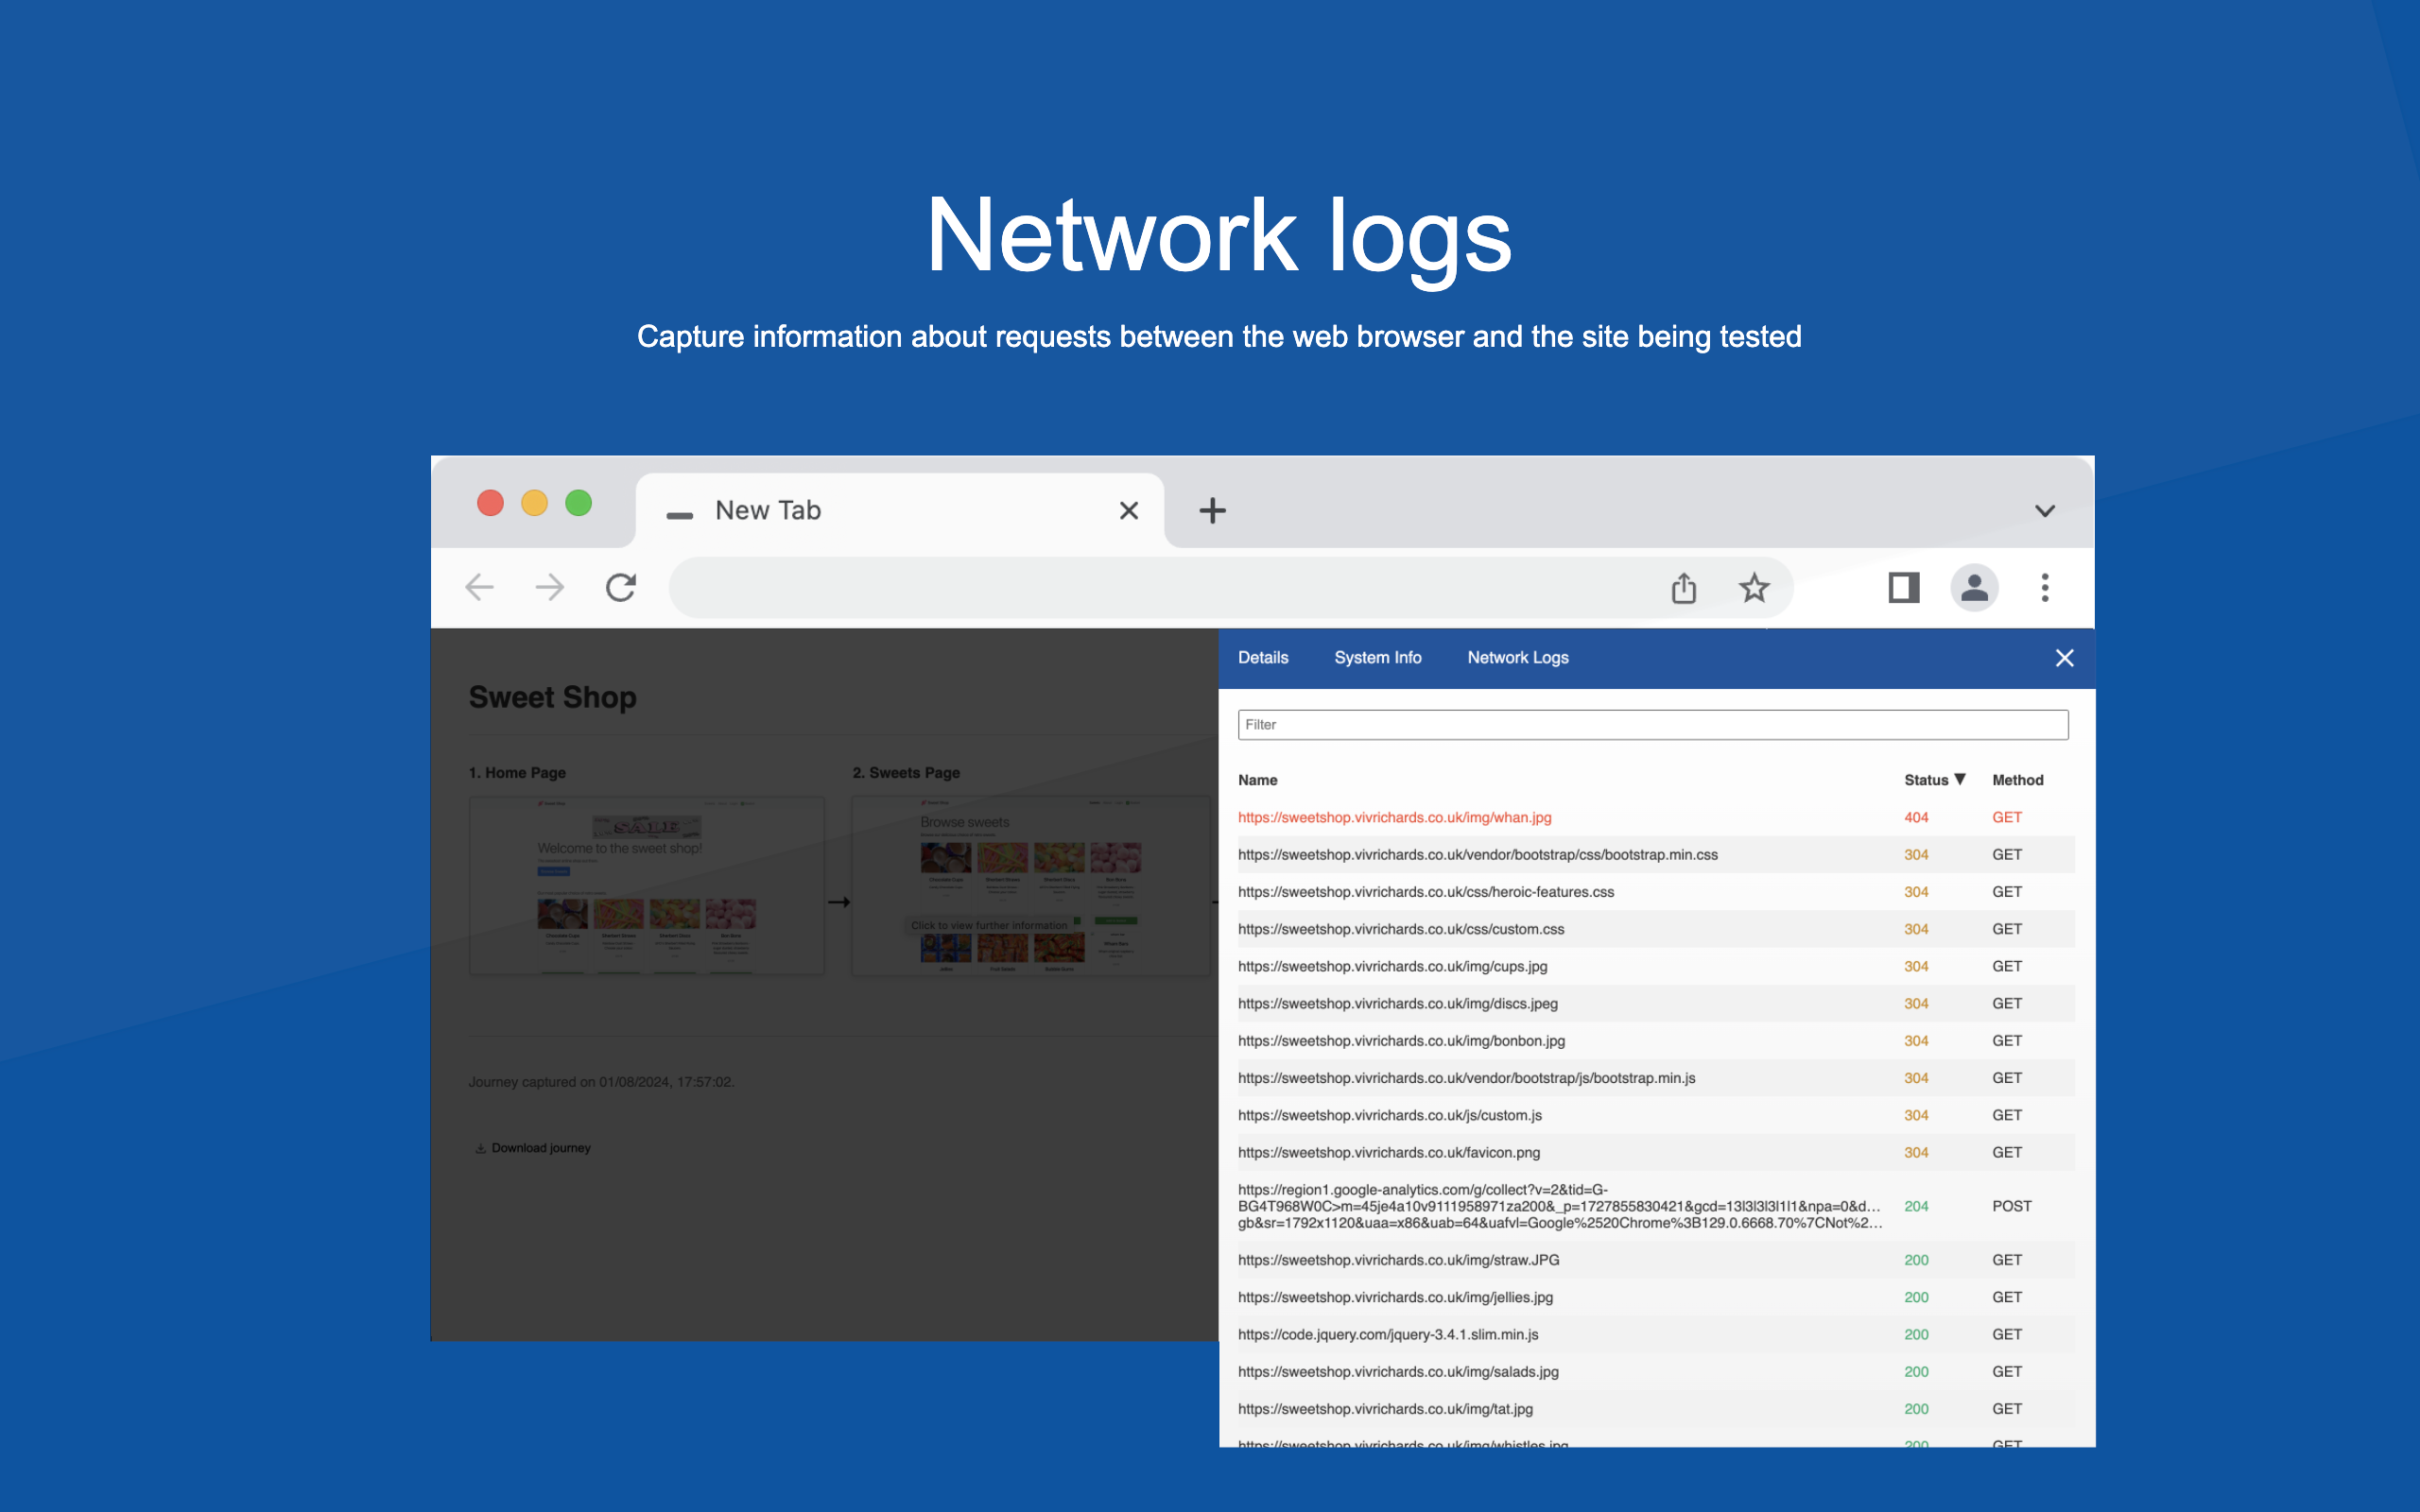 Network logs
Capture information about requests between the web browser and the site being tested
New Tab
Details System Info Network Logs
Sweet Shop
1. Home Page
2. Sweets Page
SALE
Welcome to the sweet shop!
Browse sweets
Click to view further information
Journey captured on 01/08/2024, 17:57:02.
Download journey
Filter
Name Status ▼ Method
https://sweetshop.vivrichards.co.uk/img/whan.jpg 404 GET
https://sweetshop.vivrichards.co.uk/vendor/bootstrap/css/bootstrap.min.css 304 GET
https://sweetshop.vivrichards.co.uk/css/heroic-features.css 304 GET
https://sweetshop.vivrichards.co.uk/css/custom.css 304 GET
https://sweetshop.vivrichards.co.uk/img/cups.jpg 304 GET
https://sweetshop.vivrichards.co.uk/img/discs.jpeg 304 GET
https://sweetshop.vivrichards.co.uk/img/bonbon.jpg 304 GET
https://sweetshop.vivrichards.co.uk/vendor/bootstrap/js/bootstrap.min.js 304 GET
https://sweetshop.vivrichards.co.uk/js/custom.js 304 GET
https://sweetshop.vivrichards.co.uk/favicon.png 304 GET
https://region1.google-analytics.com/g/collect?v=2&tid=G-
BG4T968W0C>m=45je4a10v9111958971za200&_p=1727855830421&gcd=13l3l3l3l1l1&npa=0&d... 204 POST
gb&sr=1792x1120&uaa=x86&uab=64&uafvl=Google%2520Chrome%3B129.0.6668.70%7CNot%2...
https://sweetshop.vivrichards.co.uk/img/straw.JPG 200 GET
https://sweetshop.vivrichards.co.uk/img/jellies.jpg 200 GET
https://code.jquery.com/jquery-3.4.1.slim.min.js 200 GET
https://sweetshop.vivrichards.co.uk/img/salads.jpg 200 GET
https://sweetshop.vivrichards.co.uk/img/tat.jpg 200 GET
https://sweetshop.vivrichards.co.uk/img/whistles.jpg 200 GET